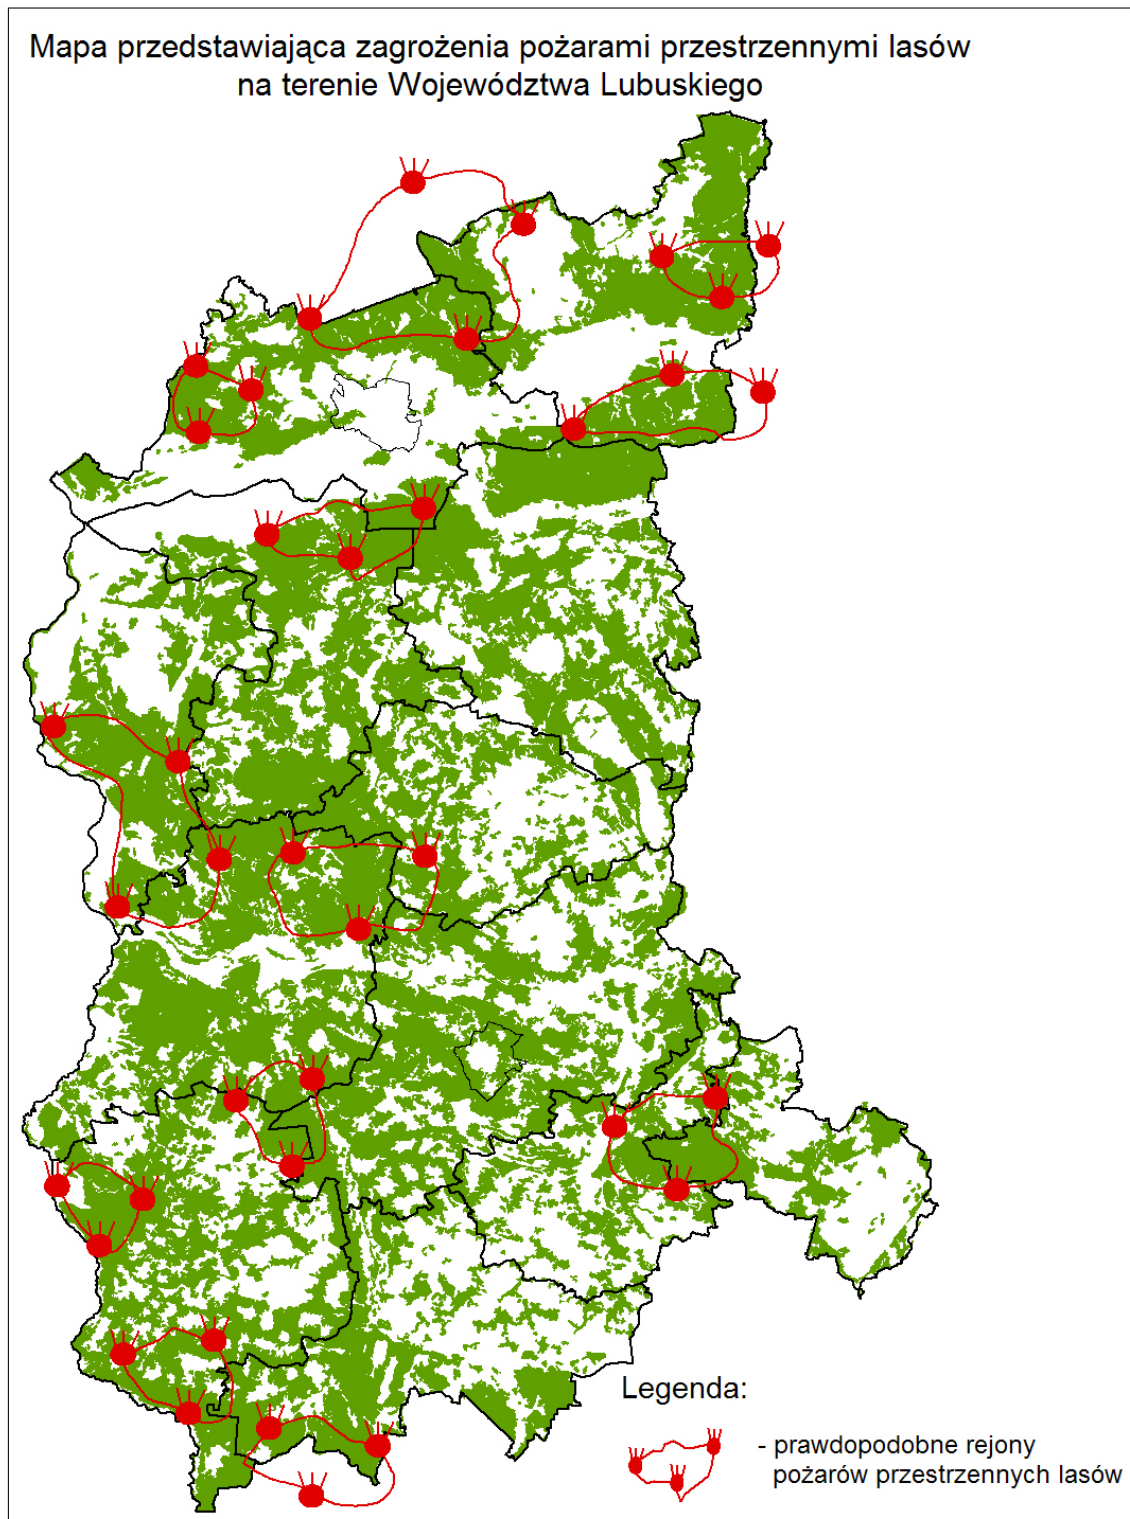 Mapa przedstawiająca zagrożenia pożarami przestrzennymi lasów
na terenie Województwa Lubuskiego
Legenda:
- prawdopodobne rejony
pożarów przestrzennych lasów